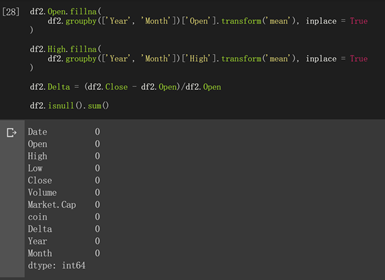 [28] df2.Open.fillna(
df2.groupby(['Year', 'Month'])['Open'].transform('mean'), inplace = True
)
df2.High.fillna(
df2.groupby(['Year', 'Month'])['High'].transform('mean'), inplace = True
)
df2.Delta = (df2.Close - df2.Open)/df2.Open
df2.isnull().sum()
Date 0
Open 0
High 0
Low 0
Close 0
Volume 0
Market.Cap 0
coin 0
Delta 0
Year 0
Month 0
dtype: int64